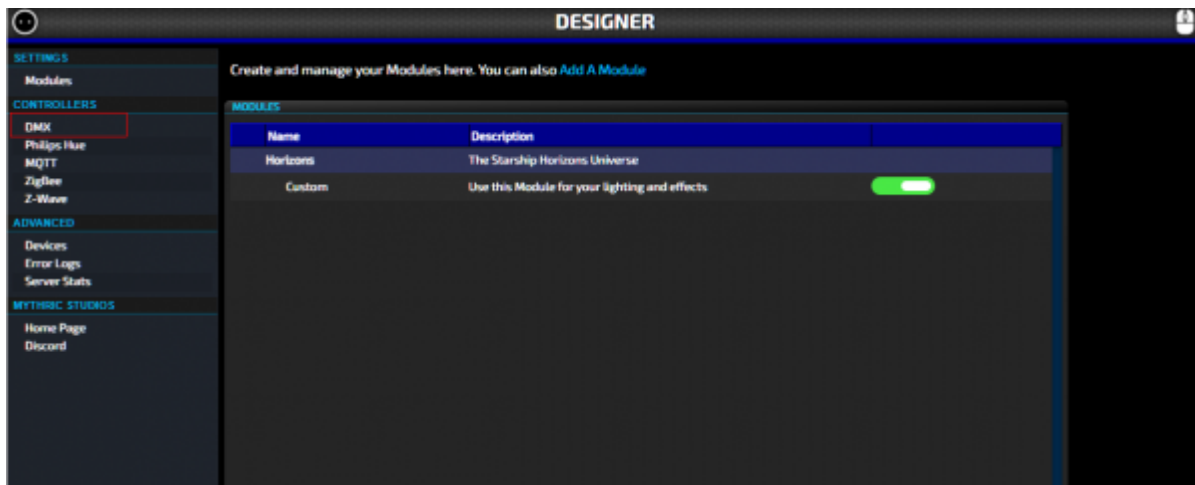 DESIGNER
SETTINGS
Modules
CONTROLLERS
DMX
Philips Hue
MQTT
ZigBee
Z-Wave
ADVANCED
Devices
Error Logs
Server Stats
MYTHRIC STUDIOS
Home Page
Discord
Create and manage your Modules here. You can also Add A Module
MODULES
Name Description
Horizons The Starship Horizons Universe
Custom Use this Module for your lighting and effects